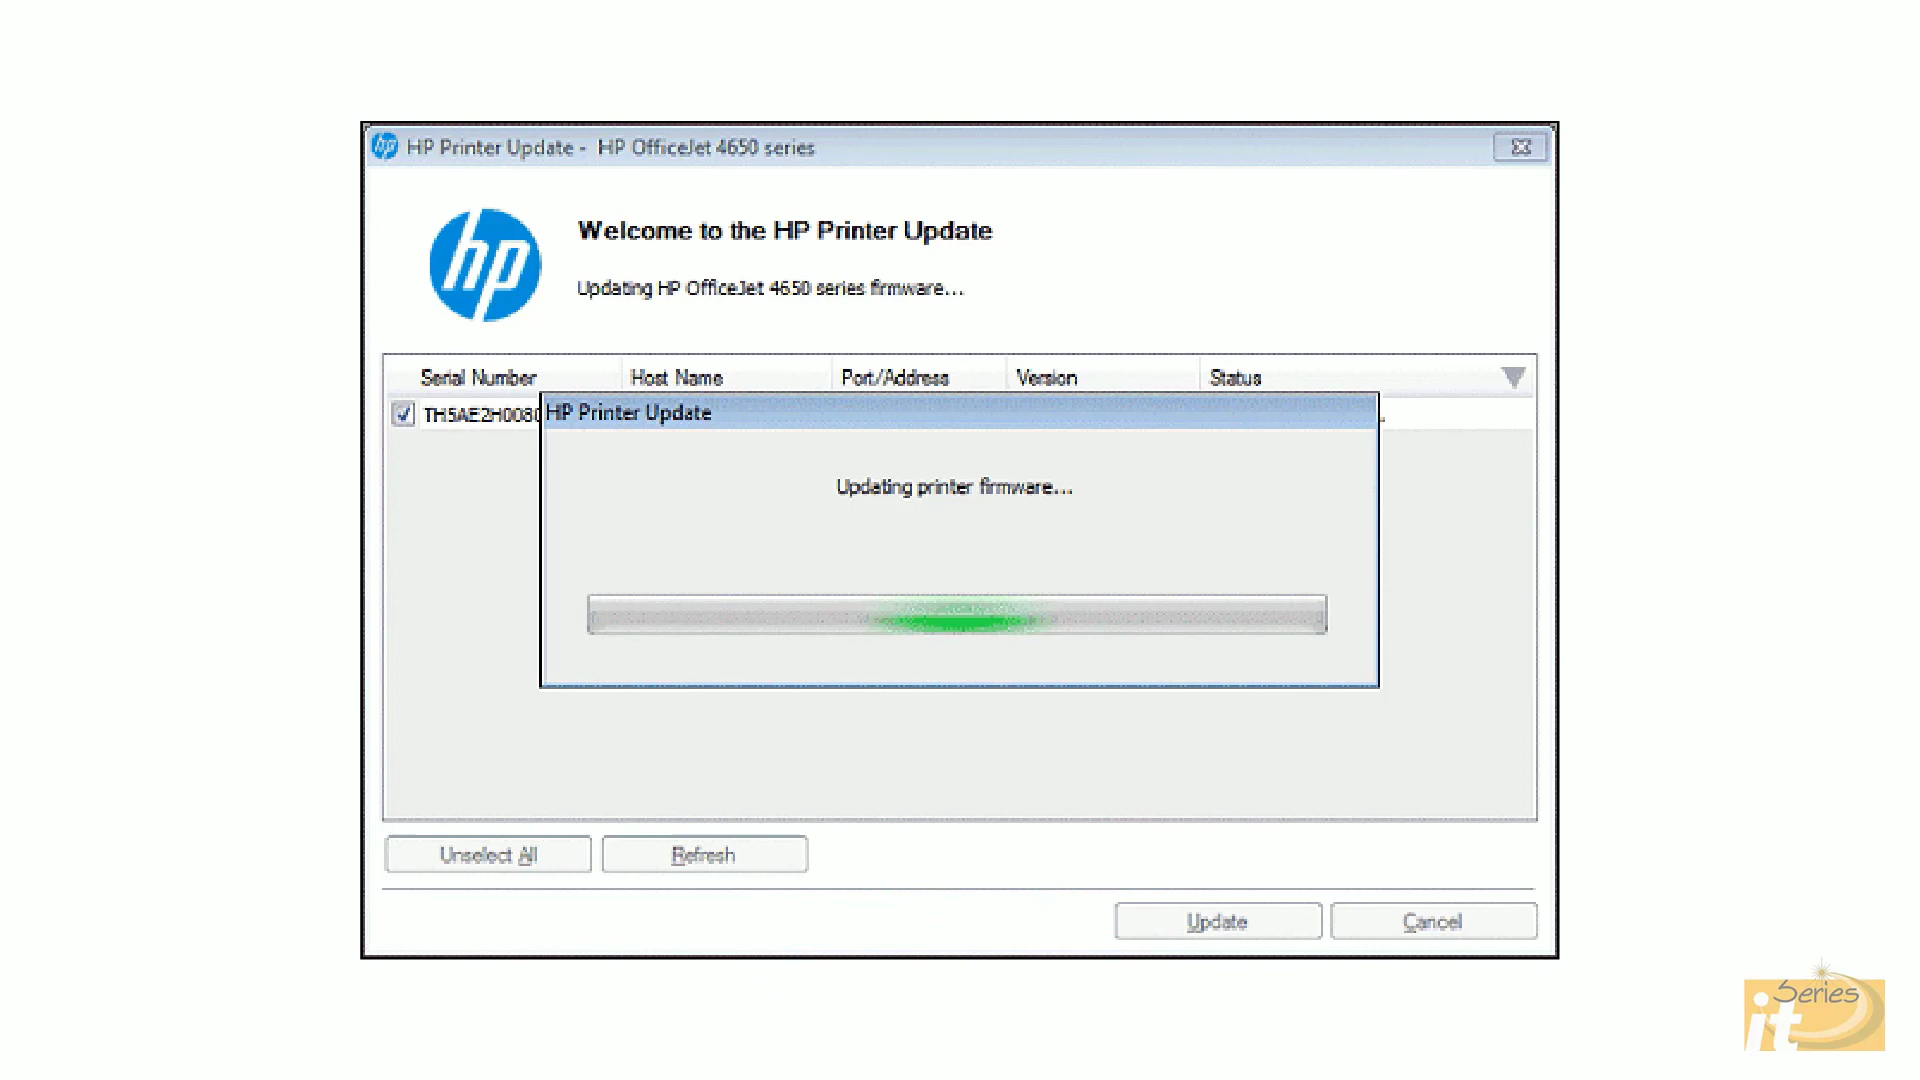 HP Printer Update -  HP OfficeJet 4650 series
hp
Welcome to the HP Printer Update
Updating HP OfficeJet 4650 series firmware...
Serial Number Host Name Port/Address Version Status
TH5AE2H0080
HP Printer Update
Updating printer firmware...
Unselect All Refresh
Update Cancel
it Series